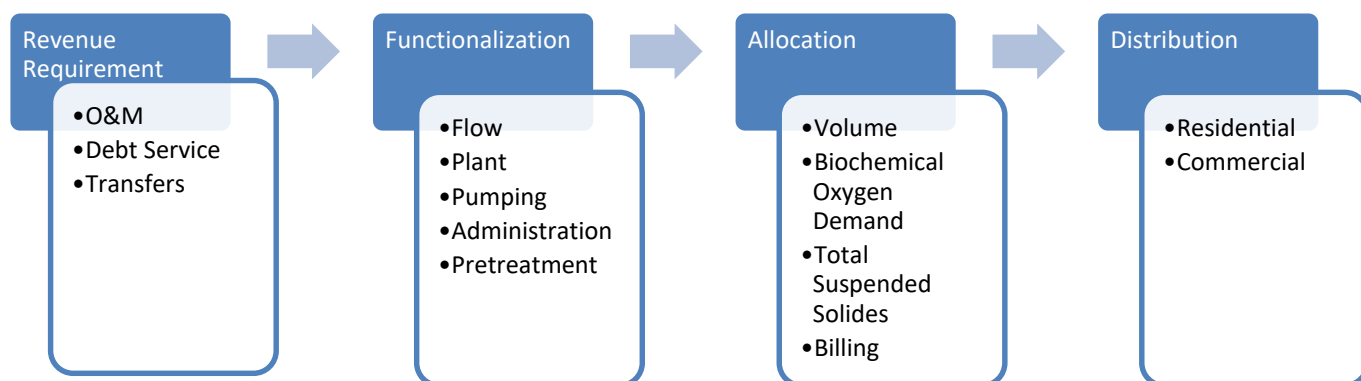 Revenue
Requirement
•O&M
•Debt Service
•Transfers
Functionalization
•Flow
•Plant
•Pumping
•Administration
•Pretreatment
Allocation
•Volume
•Biochemical
Oxygen
Demand
•Total
Suspended
Solides
•Billing
Distribution
•Residential
•Commercial